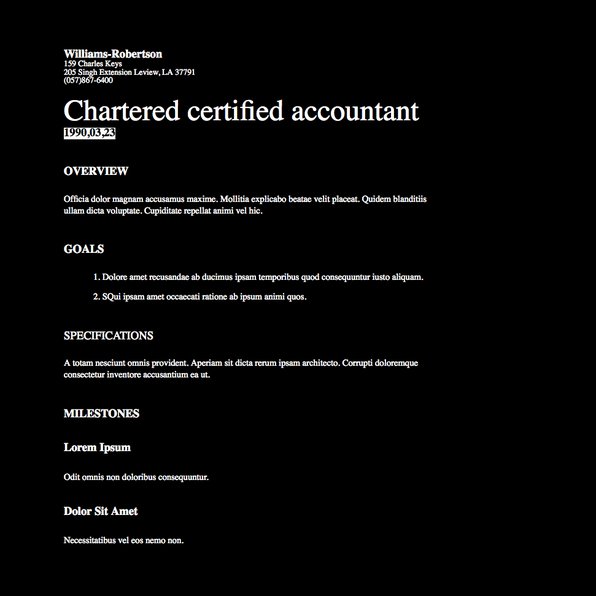 Williams-Robertson
159 Charles Keys
205 Singh Extension Leview, LA 37791
(057)867-6400
Chartered certified accountant
1990,03,23
OVERVIEW
Officia dolor magnam accusamus maxime. Mollitia explicabo beatae velit placeat. Quidem blanditiis
ullam dicta voluptate. Cupiditate repellat animi vel hic.
GOALS
1. Dolore amet recusandae ab ducimus ipsam temporibus quod consequuntur iusto aliquam.
2. SQui ipsam amet occaecati ratione ab ipsum animi quos.
SPECIFICATIONS
A totam nesciunt omnis provident. Aperiam sit dicta rerum ipsam architecto. Corrupti doloremque
consectetur inventore accusantium ea ut.
MILESTONES
Lorem Ipsum
Odit omnis non doloribus consequuntur.
Dolor Sit Amet
Necessitatibus vel eos nemo non.